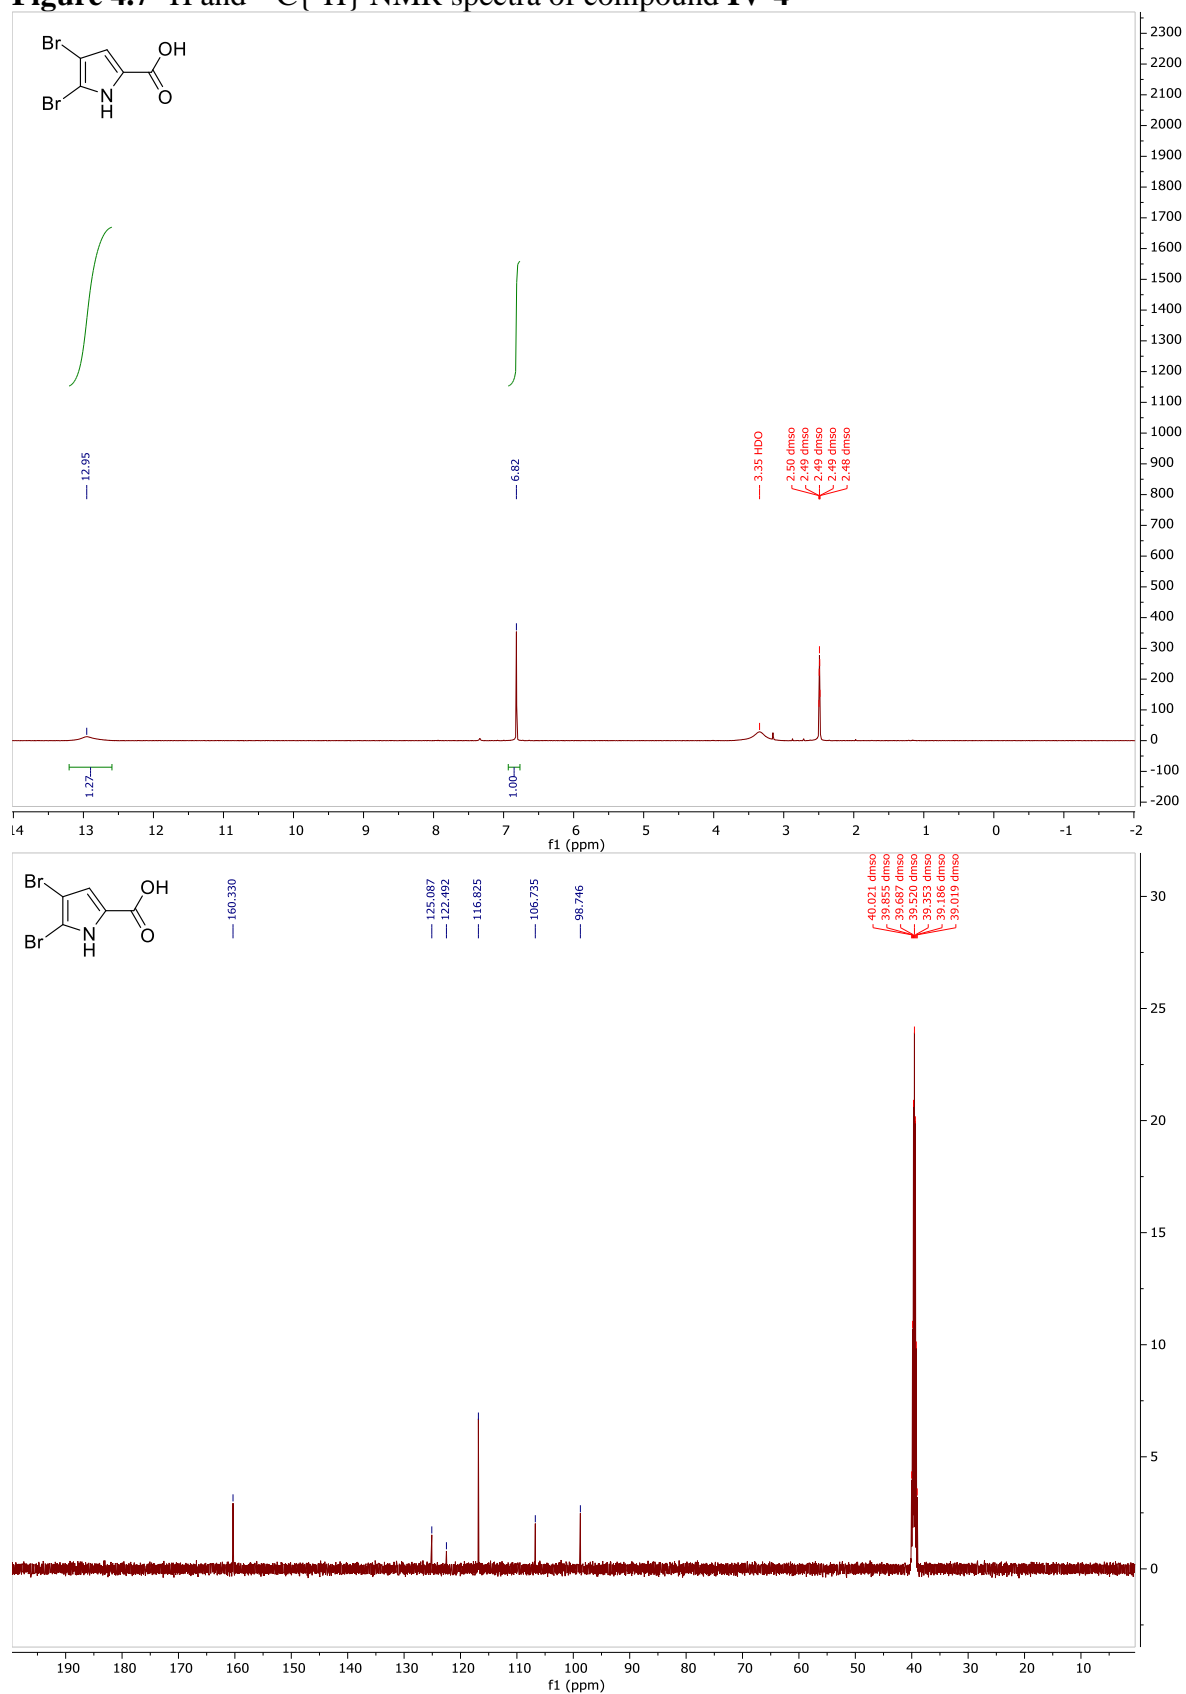 Figure 4.7 H and C{ H} NMR spectra of compound IV-4
Br
OH
Br
N
H
O
2300
2200
2100
2000
1900
1800
1700
1600
1500
1400
1300
1200
1100
1000
900
800
700
600
500
400
300
200
100
0
-100
-200
12.95
6.82
3.35 HDO
2.50 dmso
2.49 dmso
2.49 dmso
2.49 dmso
2.48 dmso
1.27
1.00
14 13 12 11 10 9 8 7 6 5 4 3 2 1 0 -1 -2
f1 (ppm)
Br
OH
Br
N
H
O
160.330
125.087
122.492
116.825
106.735
98.746
40.021 dmso
39.855 dmso
39.687 dmso
39.520 dmso
39.353 dmso
39.186 dmso
39.019 dmso
30
25
20
15
10
5
0
190 180 170 160 150 140 130 120 110 100 90 80 70 60 50 40 30 20 10
f1 (ppm)